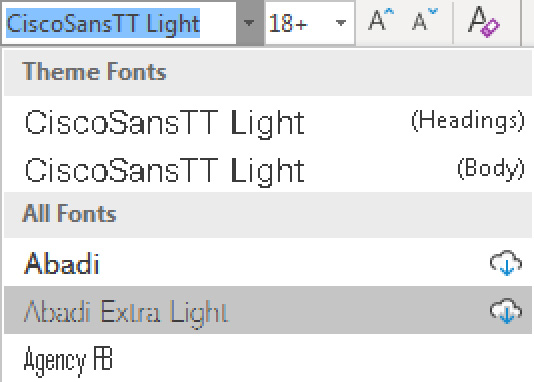 CiscoSansTT Light 18+ A A A
Theme Fonts
CiscoSansTT Light (Headings)
CiscoSansTT Light (Body)
All Fonts
Abadi
Abadi Extra Light
Agency FB